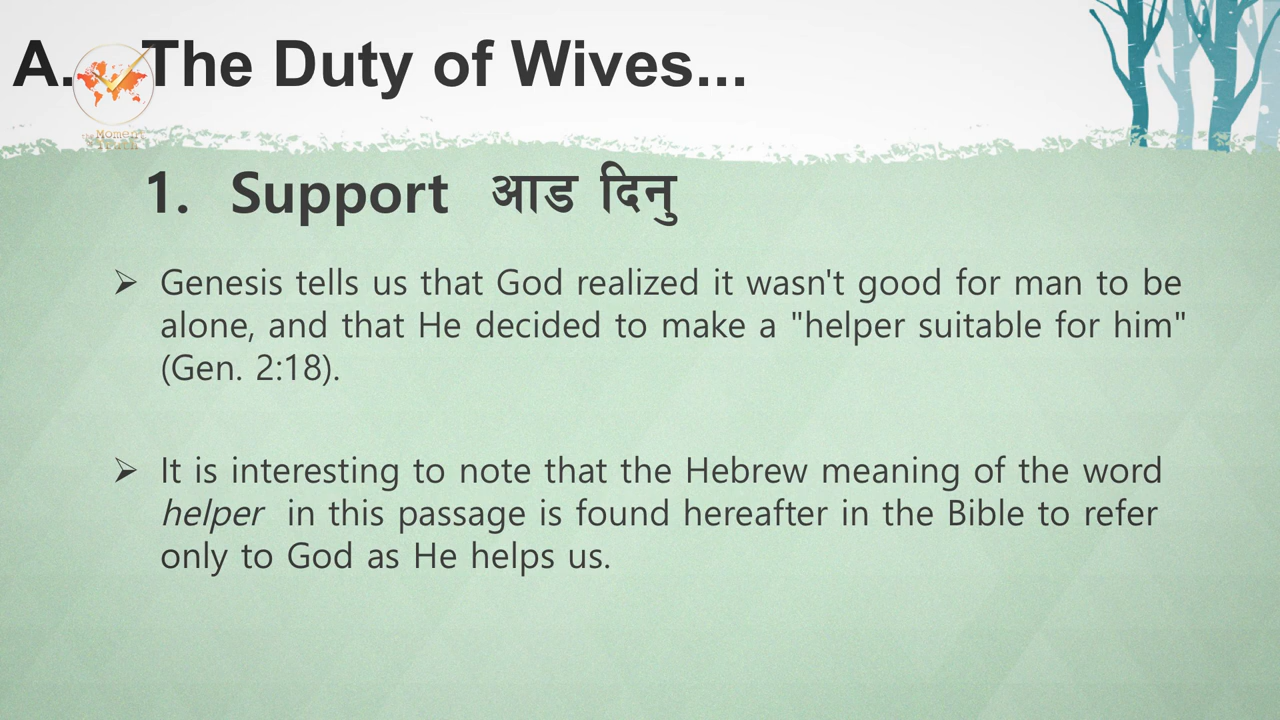 A. The Duty of Wives...
Moment
1. Support आड दिनु
➢ Genesis tells us that God realized it wasn't good for man to be
alone, and that He decided to make a "helper suitable for him"
(Gen. 2:18).
➢ It is interesting to note that the Hebrew meaning of the word
helper in this passage is found hereafter in the Bible to refer
only to God as He helps us.